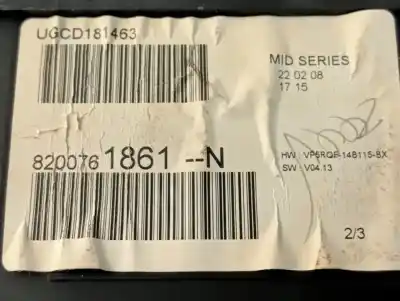 UGCD181463
MID SERIES
22 02 08
17 15
8200761861 --N
HW VP5RQF-14B115-BX
SW V04.13
2/3